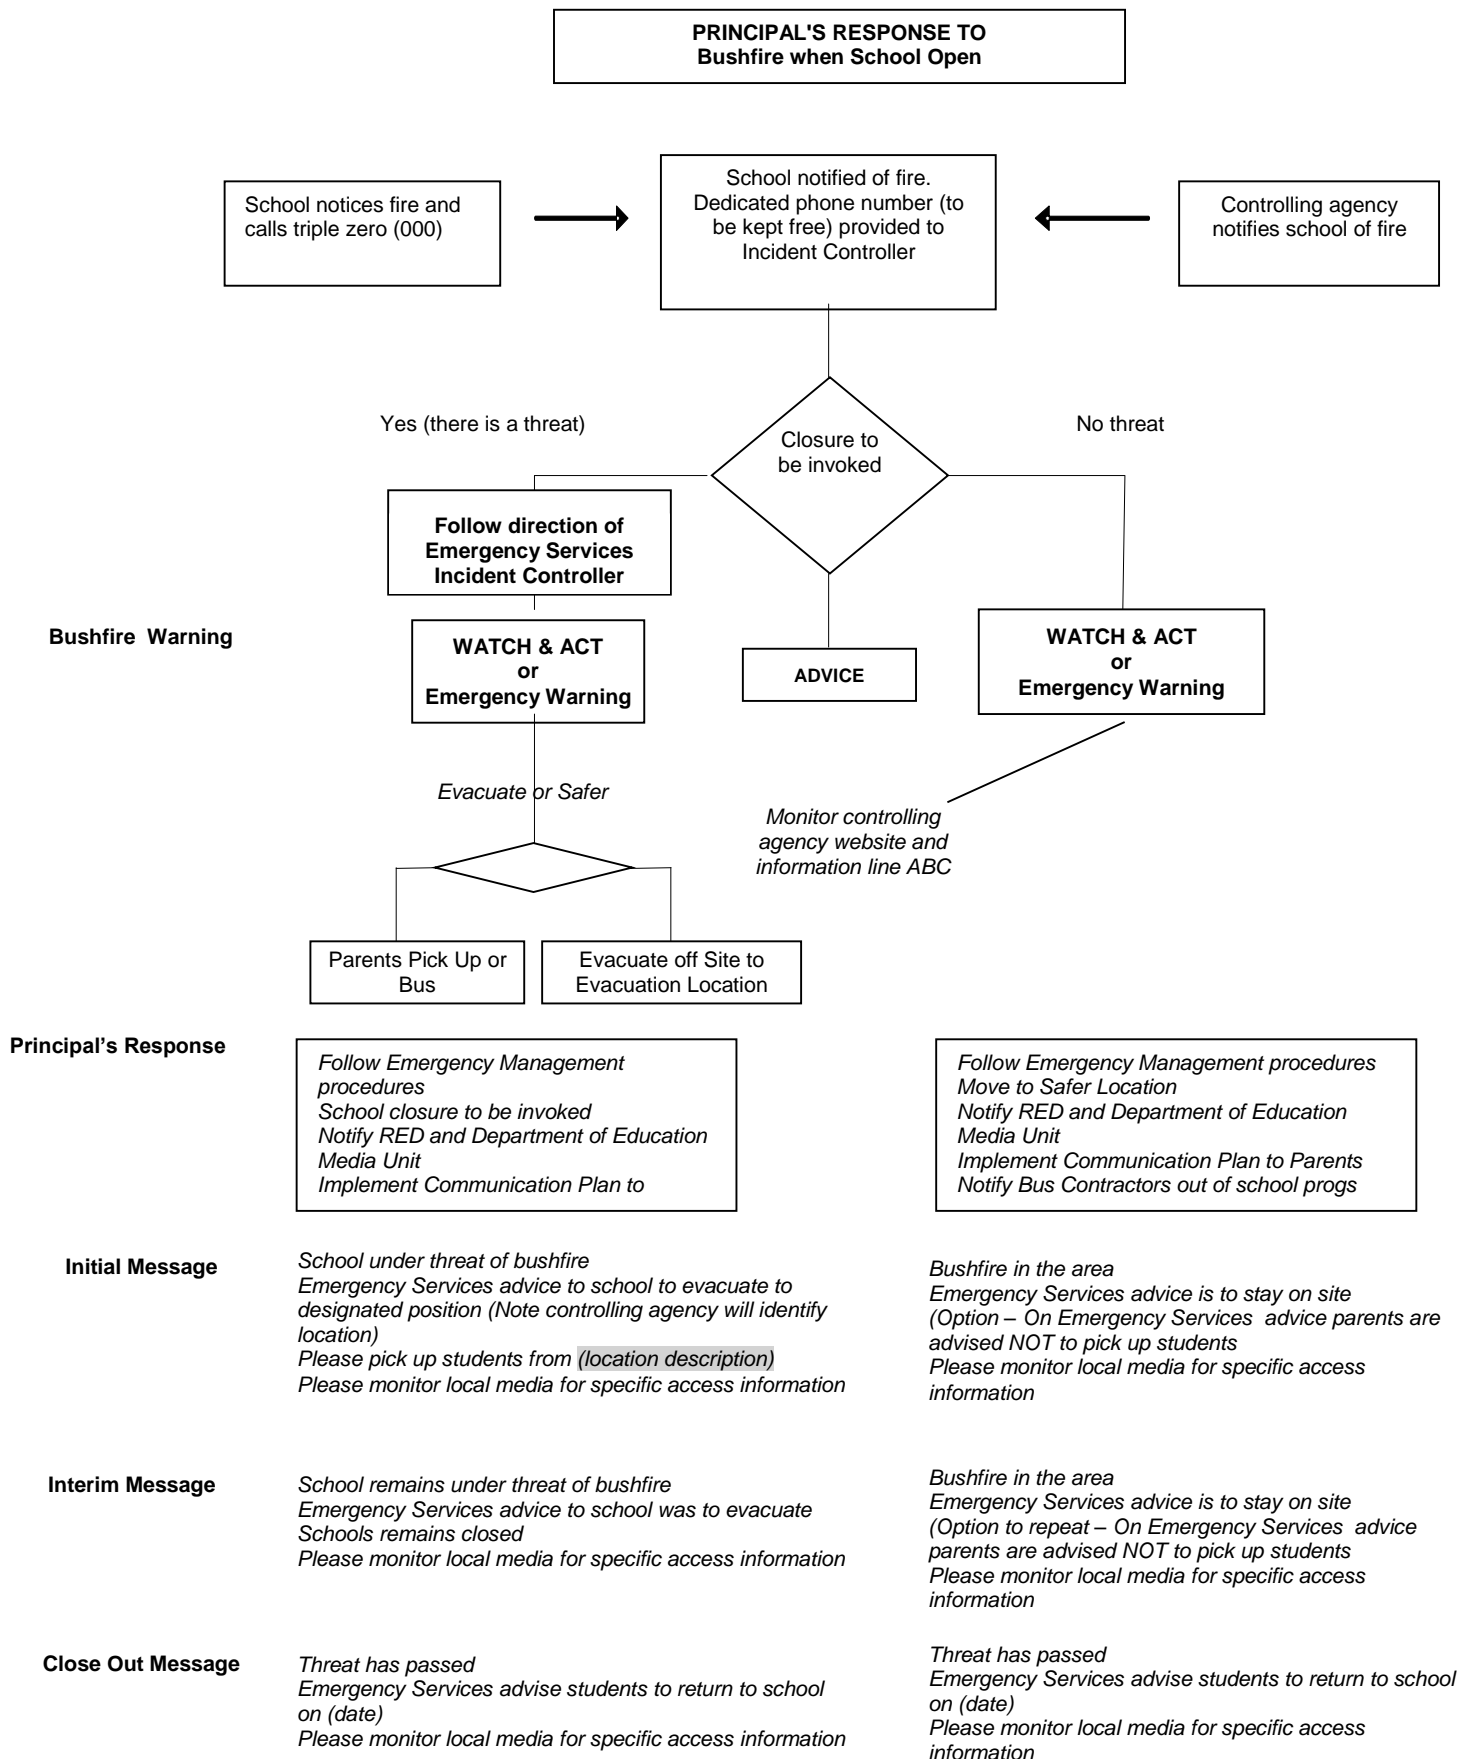 PRINCIPAL'S RESPONSE TO
Bushfire when School Open
School notices fire and
calls triple zero (000)
School notified of fire.
Dedicated phone number (to
be kept free) provided to
Incident Controller
Controlling agency
notifies school of fire
Yes (there is a threat)
Closure to
be invoked
No threat
Follow direction of
Emergency Services
Incident Controller
Bushfire  Warning
WATCH & ACT
or
Emergency Warning
ADVICE
WATCH & ACT
or
Emergency Warning
Evacuate or Safer
Monitor controlling
agency website and
information line ABC
Parents Pick Up or
Bus
Evacuate off Site to
Evacuation Location
Principal’s Response
Follow Emergency Management
procedures
School closure to be invoked
Notify RED and Department of Education
Media Unit
Implement Communication Plan to
Follow Emergency Management procedures
Move to Safer Location
Notify RED and Department of Education
Media Unit
Implement Communication Plan to Parents
Notify Bus Contractors out of school progs
Initial Message
School under threat of bushfire
Emergency Services advice to school to evacuate to
designated position (Note controlling agency will identify
location)
Please pick up students from (location description)
Please monitor local media for specific access information
Bushfire in the area
Emergency Services advice is to stay on site
(Option – On Emergency Services  advice parents are
advised NOT to pick up students
Please monitor local media for specific access
information
Interim Message
School remains under threat of bushfire
Emergency Services advice to school was to evacuate
Schools remains closed
Please monitor local media for specific access information
Bushfire in the area
Emergency Services advice is to stay on site
(Option to repeat – On Emergency Services  advice
parents are advised NOT to pick up students
Please monitor local media for specific access
information
Close Out Message
Threat has passed
Emergency Services advise students to return to school
on (date)
Please monitor local media for specific access information
Threat has passed
Emergency Services advise students to return to school
on (date)
Please monitor local media for specific access
information